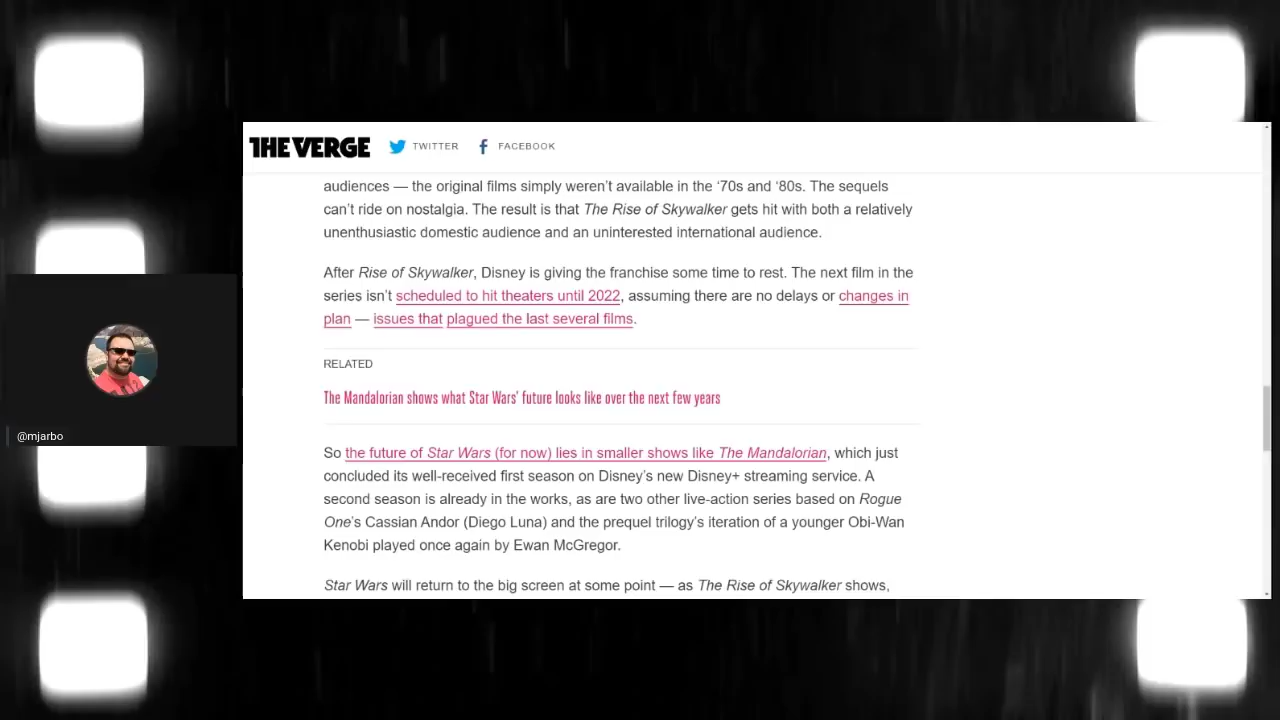 THE VERGE TWITTER FACEBOOK
audiences — the original films simply weren’t available in the ‘70s and ‘80s. The sequels
can’t ride on nostalgia. The result is that The Rise of Skywalker gets hit with both a relatively
unenthusiastic domestic audience and an uninterested international audience.
After Rise of Skywalker, Disney is giving the franchise some time to rest. The next film in the
series isn’t scheduled to hit theaters until 2022, assuming there are no delays or changes in
plan — issues that plagued the last several films.
RELATED
The Mandalorian shows what Star Wars’ future looks like over the next few years
@mjarbo
So the future of Star Wars (for now) lies in smaller shows like The Mandalorian, which just
concluded its well-received first season on Disney’s new Disney+ streaming service. A
second season is already in the works, as are two other live-action series based on Rogue
One’s Cassian Andor (Diego Luna) and the prequel trilogy’s iteration of a younger Obi-Wan
Kenobi played once again by Ewan McGregor.
Star Wars will return to the big screen at some point — as The Rise of Skywalker shows,